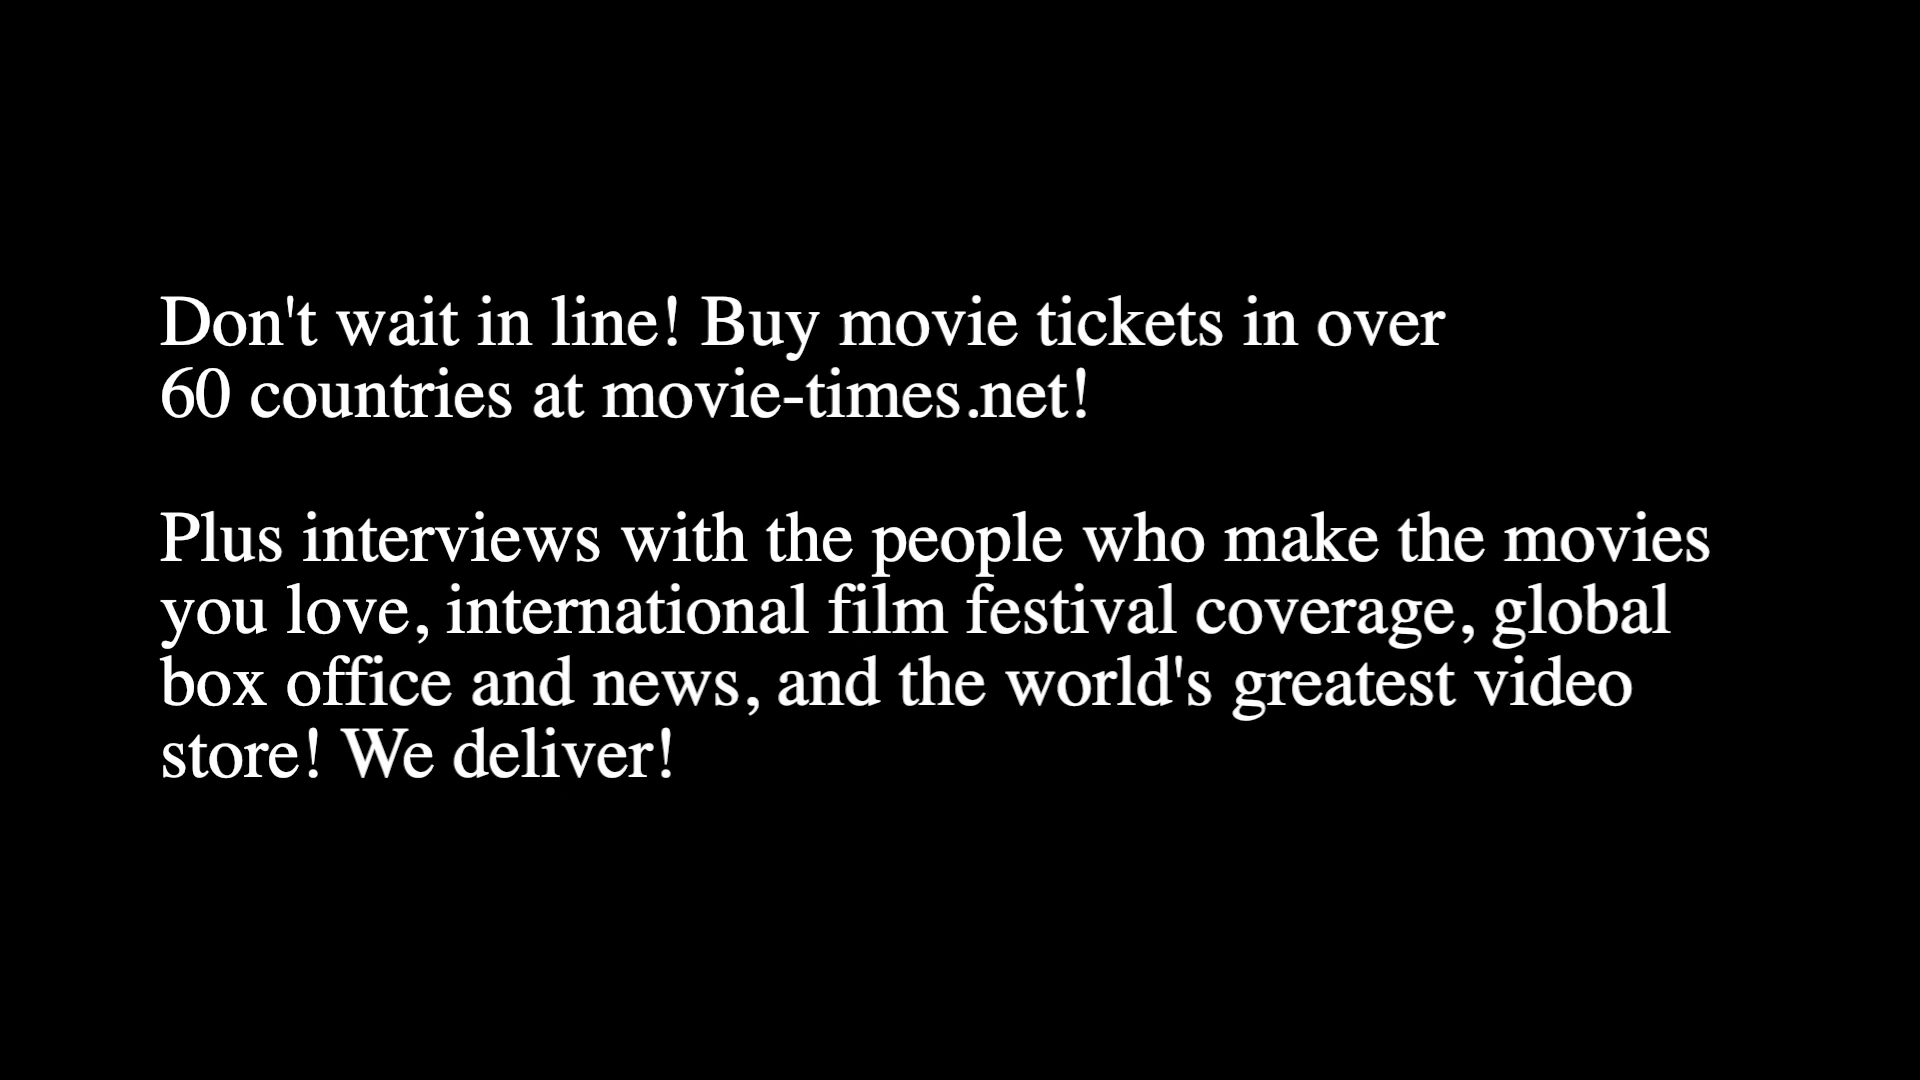 Don't wait in line! Buy movie tickets in over
60 countries at movie-times.net!
Plus interviews with the people who make the movies
you love, international film festival coverage, global
box office and news, and the world's greatest video
store! We deliver!